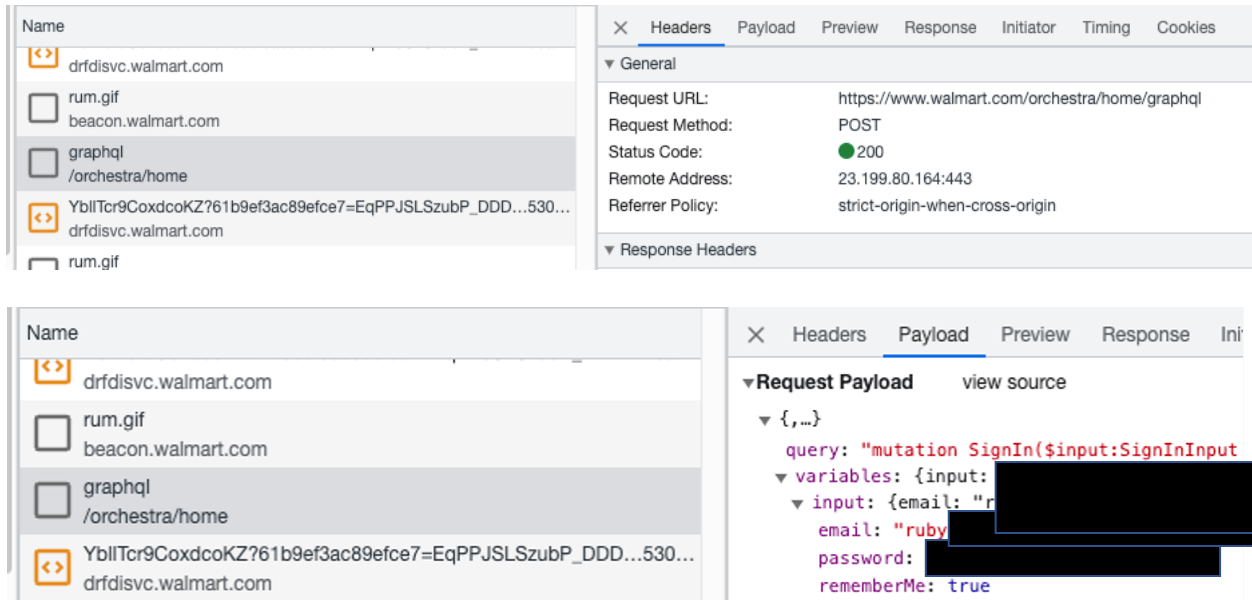 Name
drfdisvc.walmart.com
rum.gif
beacon.walmart.com
graphql
/orchestra/home
YbIlTcr9CoxdcoKZ?61b9ef3ac89efce7=EqPPJSLSzubP_DDD…530…
drfdisvc.walmart.com
rum.gif
Headers Payload Preview Response Initiator Timing Cookies
General
Request URL: https://www.walmart.com/orchestra/home/graphql
Request Method: POST
Status Code: 200
Remote Address: 23.199.80.164:443
Referrer Policy: strict-origin-when-cross-origin
Response Headers
Name
drfdisvc.walmart.com
rum.gif
beacon.walmart.com
graphql
/orchestra/home
YbIlTcr9CoxdcoKZ?61b9ef3ac89efce7=EqPPJSLSzubP_DDD…530…
drfdisvc.walmart.com
Headers Payload Preview Response Ini
Request Payload view source
{,…}
query: "mutation SignIn($input:SignInInput
variables: {input:
input: {email: "r
email: "ruby
password:
rememberMe: true